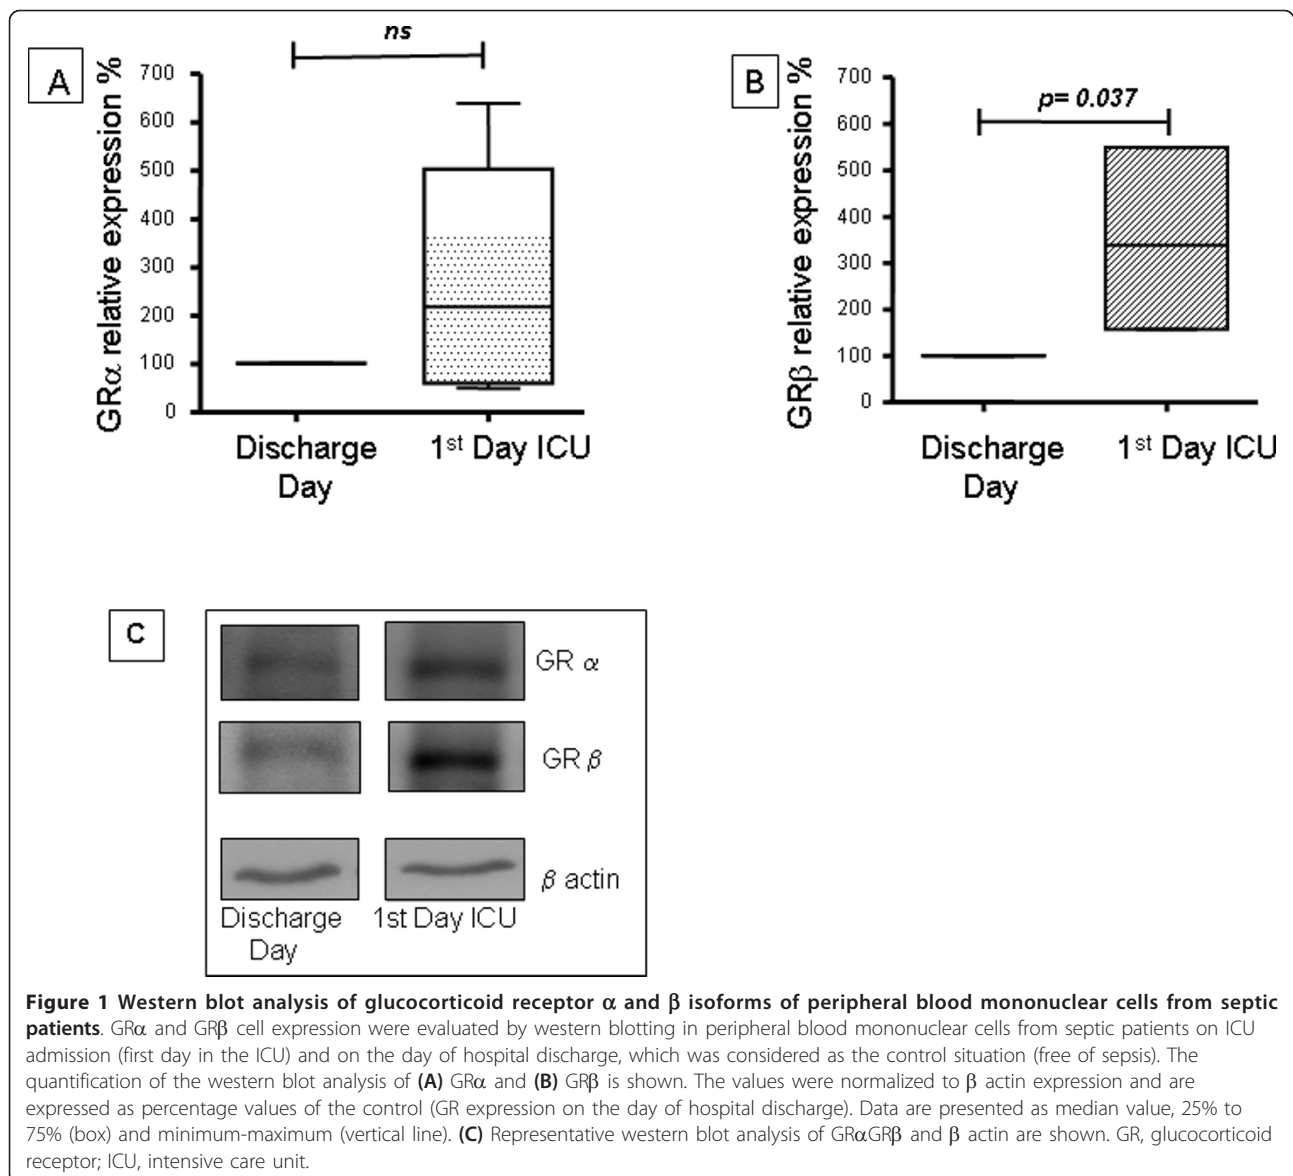 A
ns
GRα relative expression %
700
600
500
400
300
200
100
0
Discharge
Day
1st Day ICU
B
p= 0.037
GRβ relative expression %
700
600
500
400
300
200
100
0
Discharge
Day
1st Day ICU
C
GR α
GR β
β actin
Discharge
Day
1st Day ICU
Figure 1 Western blot analysis of glucocorticoid receptor α and β isoforms of peripheral blood mononuclear cells from septic
patients. GRα and GRβ cell expression were evaluated by western blotting in peripheral blood mononuclear cells from septic patients on ICU
admission (first day in the ICU) and on the day of hospital discharge, which was considered as the control situation (free of sepsis). The
quantification of the western blot analysis of (A) GRα and (B) GRβ is shown. The values were normalized to β actin expression and are
expressed as percentage values of the control (GR expression on the day of hospital discharge). Data are presented as median value, 25% to
75% (box) and minimum-maximum (vertical line). (C) Representative western blot analysis of GRαGRβ and β actin are shown. GR, glucocorticoid
receptor; ICU, intensive care unit.